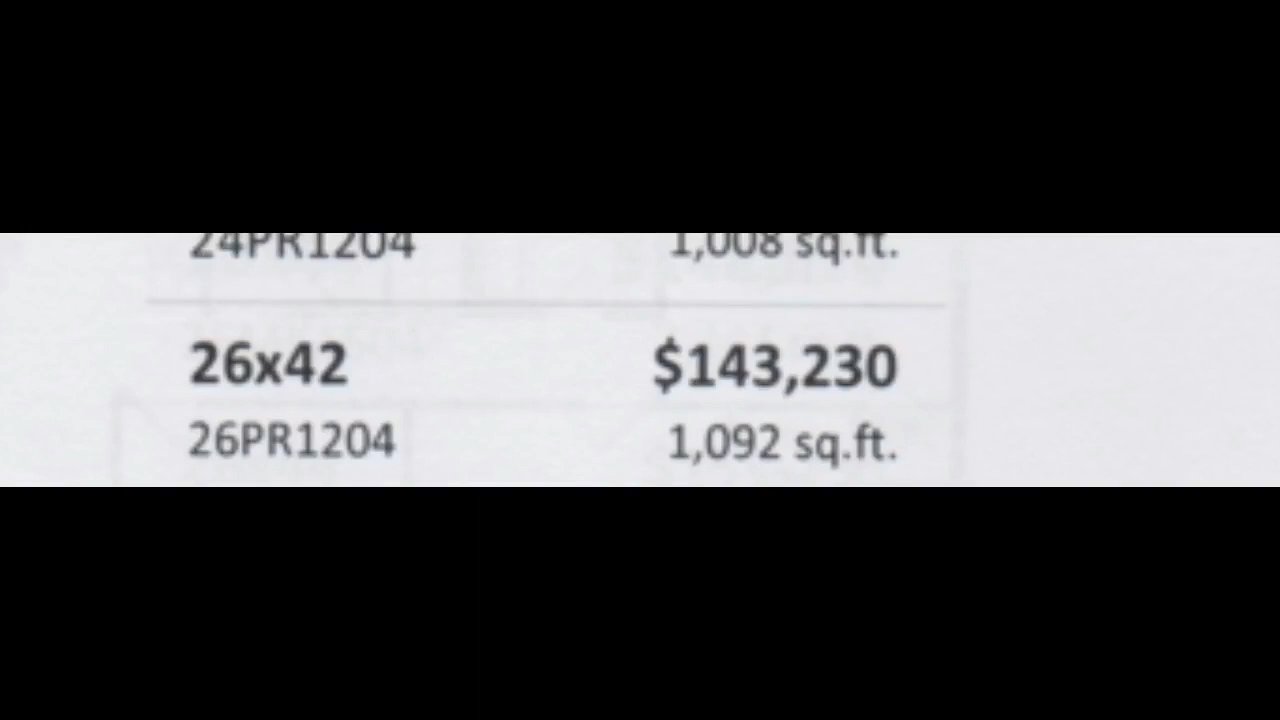 24PR1204 1,008 sq.ft.
26x42 $143,230
26PR1204 1,092 sq.ft.